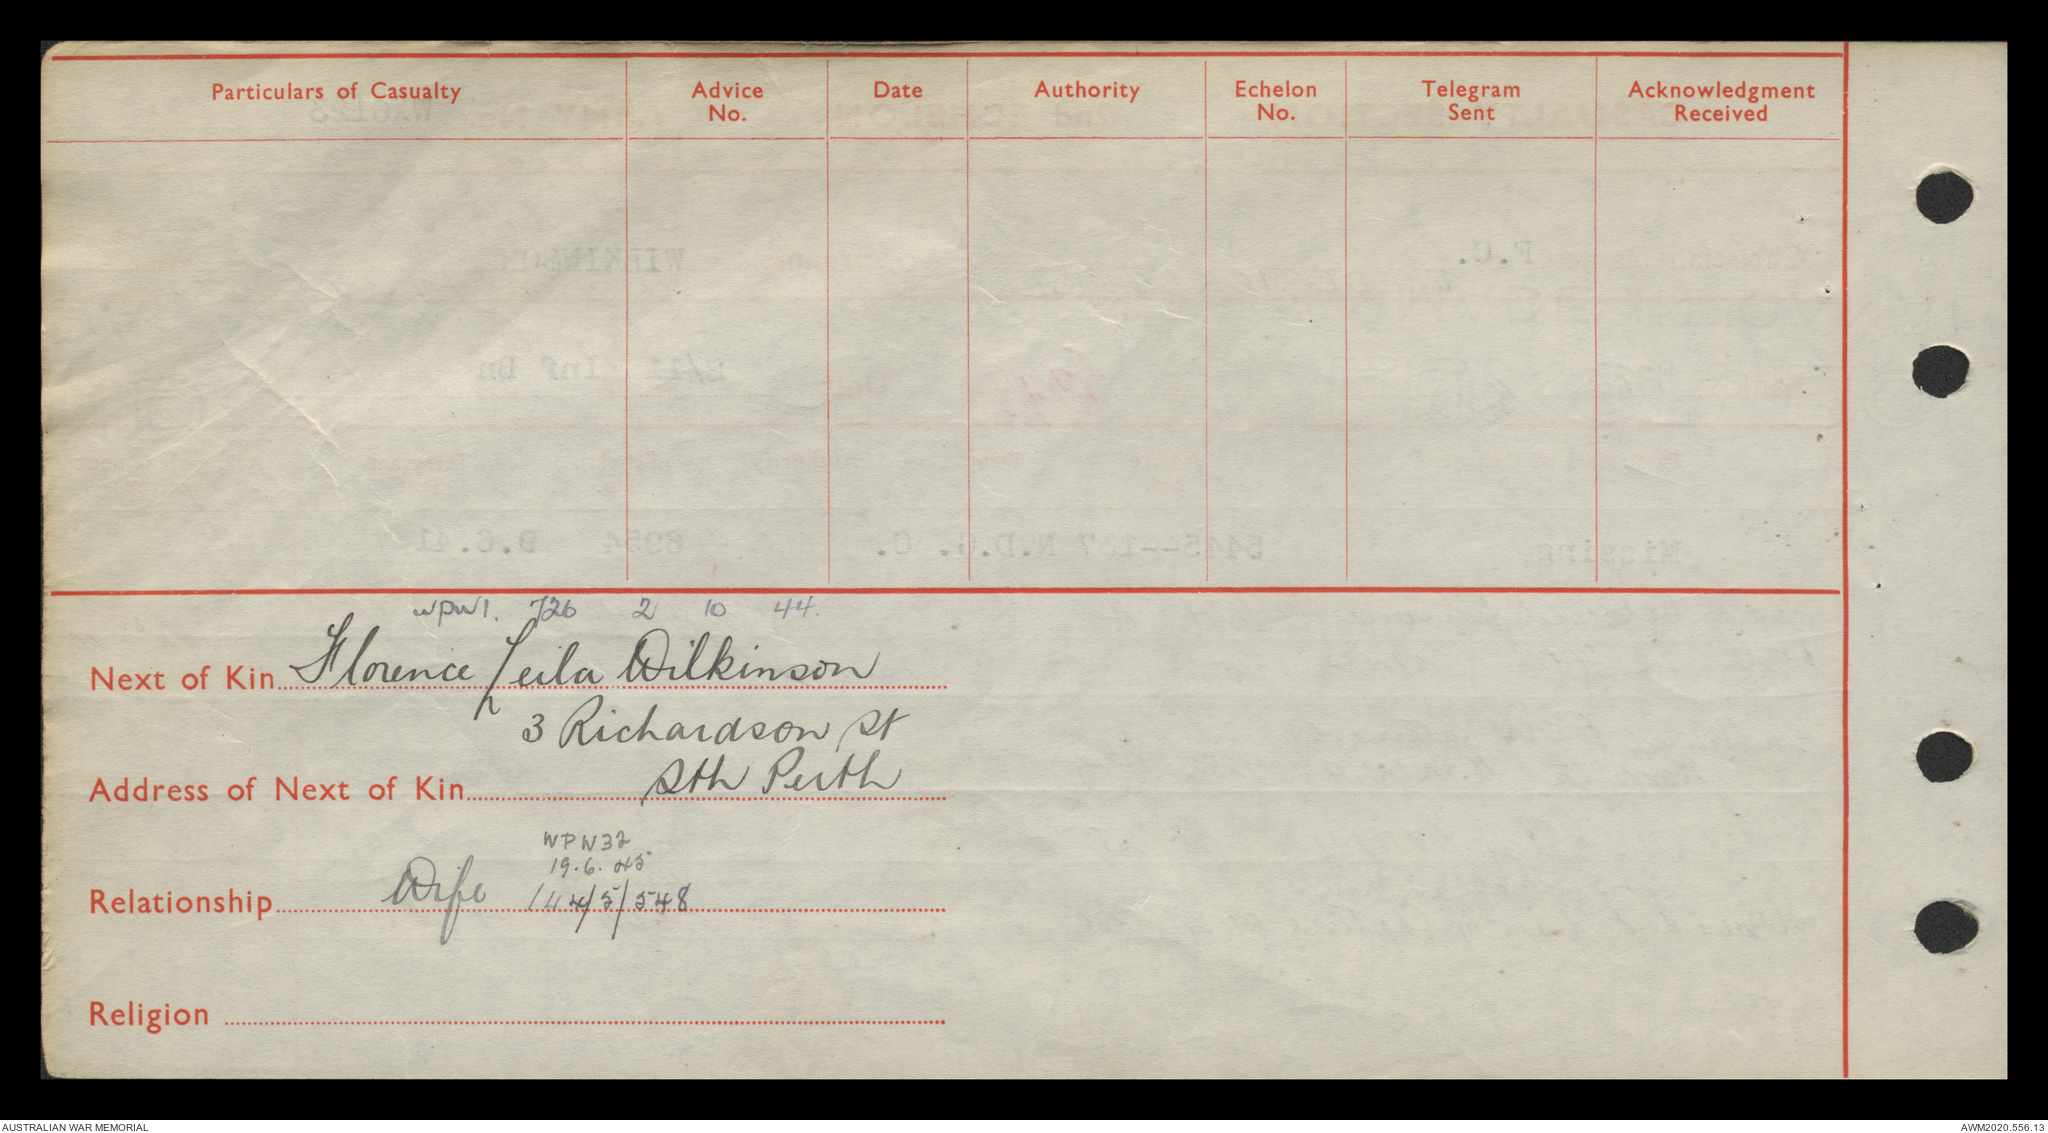 Particulars of Casualty Advice No. Date Authority Echelon No. Telegram Sent Acknowledgment Received
WPW1. 726 2 10 44.
Next of Kin Florence Leila Wilkinson
3 Richardson St
Address of Next of Kin Sth Perth
WPW32
19.6.45
Relationship Wife 144/5/548
Religion
AUSTRALIAN WAR MEMORIAL AWM2020.556.13